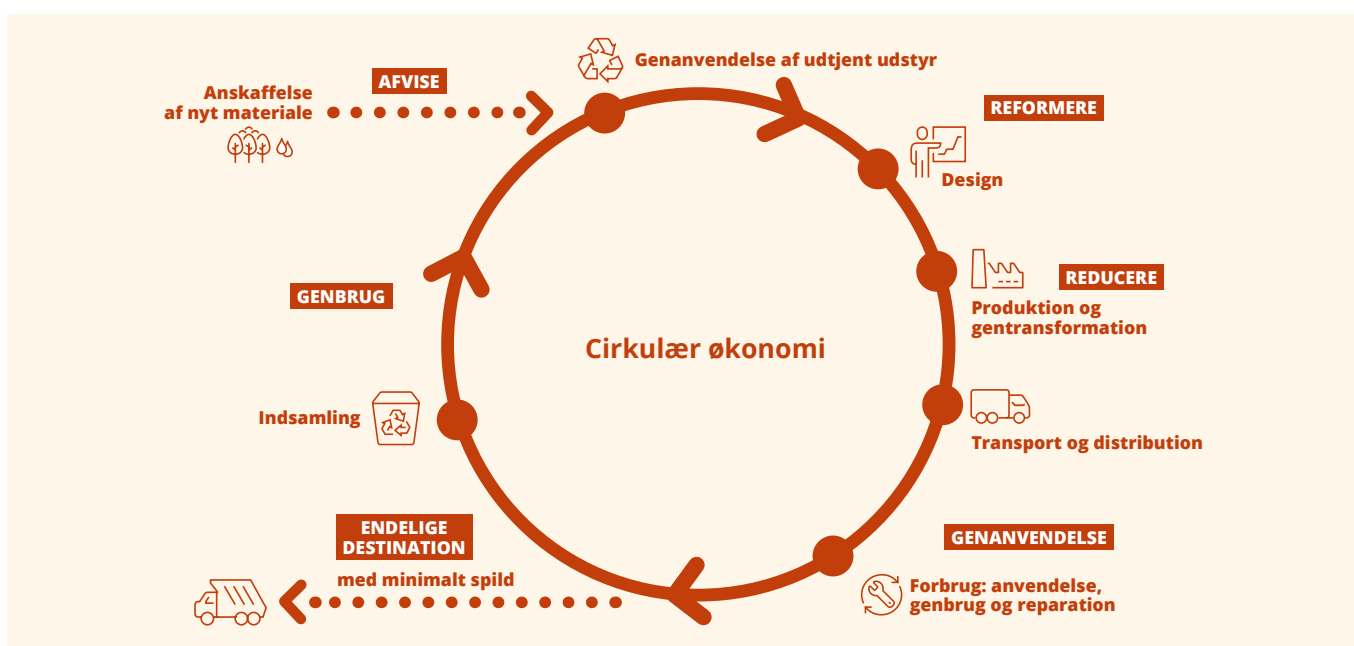 Genanvendelse af udtjent udstyr
AFVISE
Anskaffelse
af nyt materiale
REFORMERE
Design
REDUCERE
Produktion og
gentransformation
GENBRUG
Cirkulær økonomi
Indsamling
Transport og distribution
ENDELIGE
DESTINATION
med minimalt spild
GENANVENDELSE
Forbrug: anvendelse,
genbrug og reparation